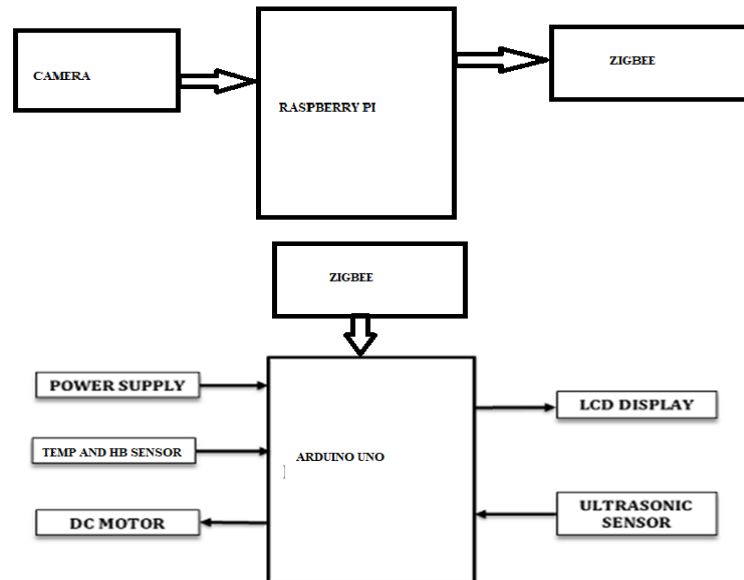 CAMERA
RASPBERRY PI
ZIGBEE
ZIGBEE
POWER SUPPLY
TEMP AND HB SENSOR
DC MOTOR
ARDUINO UNO
LCD DISPLAY
ULTRASONIC
SENSOR